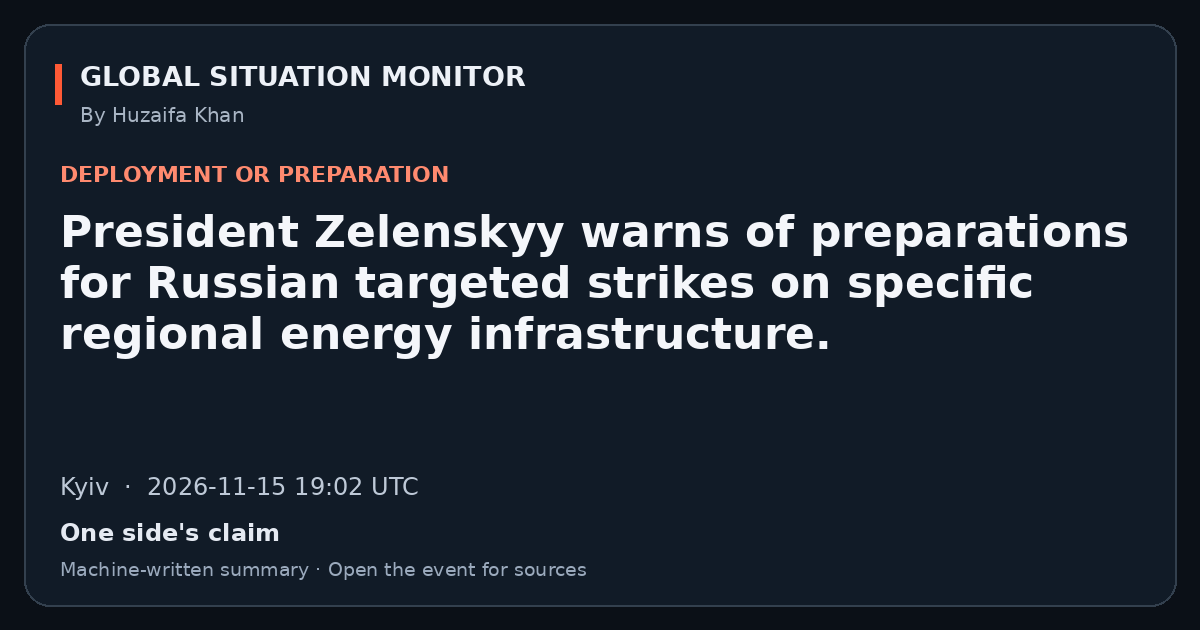 GLOBAL SITUATION MONITOR
By Huzaifa Khan
DEPLOYMENT OR PREPARATION
President Zelenskyy warns of preparations
for Russian targeted strikes on specific
regional energy infrastructure.
Kyiv · 2026-11-15 19:02 UTC
One side's claim
Machine-written summary · Open the event for sources